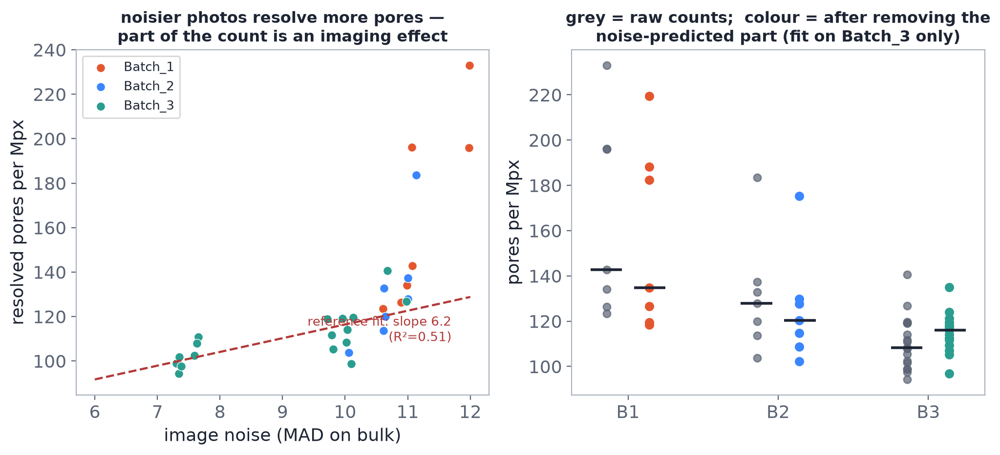 noisier photos resolve more pores —
part of the count is an imaging effect
resolved pores per Mpx
240
220
200
180
160
140
120
100
Batch_1
Batch_2
Batch_3
reference fit: slope 6.2
(R²=0.51)
6 7 8 9 10 11 12
image noise (MAD on bulk)
grey = raw counts;  colour = after removing the
noise-predicted part (fit on Batch_3 only)
pores per Mpx
220
200
180
160
140
120
100
B1 B2 B3